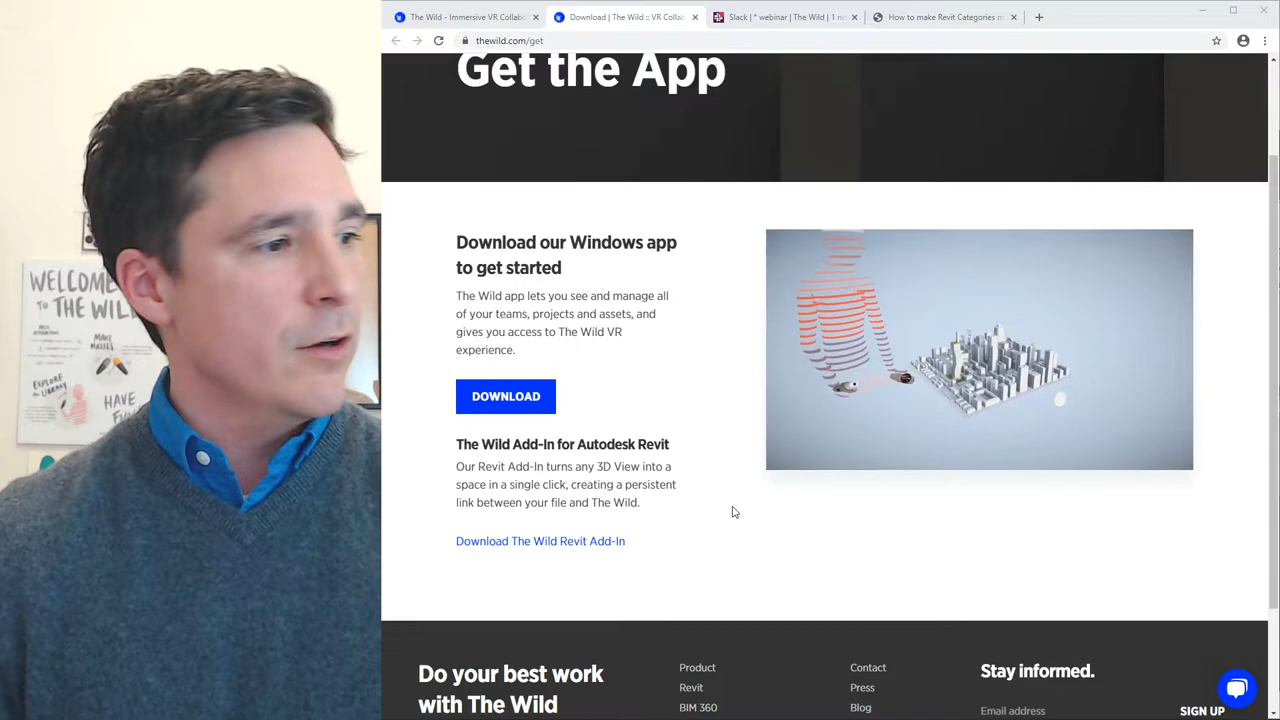 The Wild - Immersive VR Collab
Download | The Wild :: VR Collab
Slack | * webinar | The Wild | 1 n
How to make Revit Categories m
thewild.com/get
Get the App
Download our Windows app
to get started
The Wild app lets you see and manage all
of your teams, projects and assets, and
gives you access to The Wild VR
experience.
DOWNLOAD
The Wild Add-In for Autodesk Revit
Our Revit Add-In turns any 3D View into a
space in a single click, creating a persistent
link between your file and The Wild.
Download The Wild Revit Add-In
Do your best work
with The Wild
Product
Revit
BIM 360
Contact
Press
Blog
Stay informed.
Email address
SIGN UP
WELCOME
TO THE WILD
MAKE
EXPLORE
the
LIBRARY
HAVE
FUN